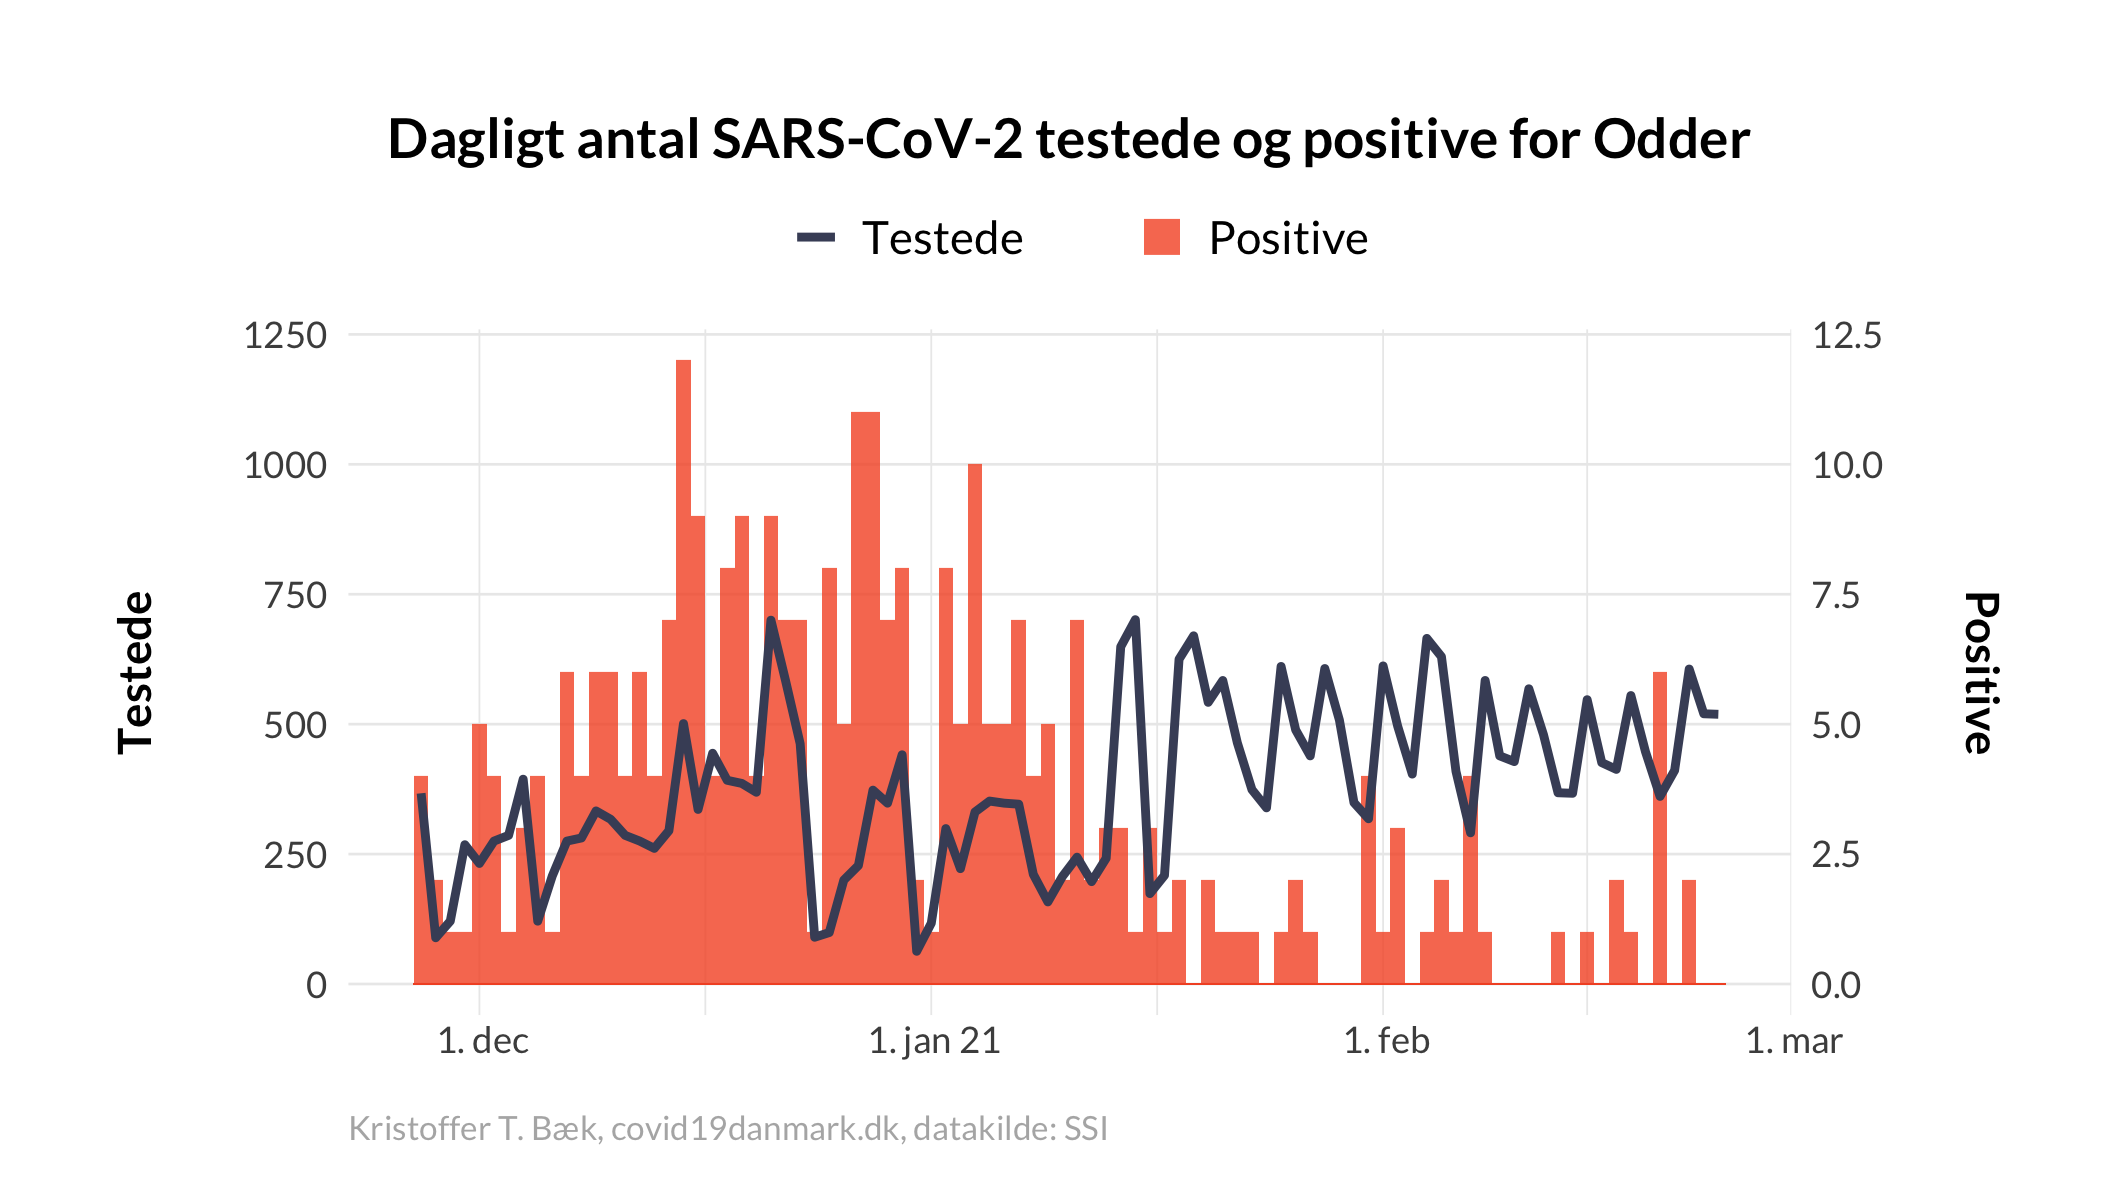 Dagligt antal SARS-CoV-2 testede og positive for Odder
Testede
Positive
1250
1000
750
500
250
0
12.5
10.0
7.5
5.0
2.5
0.0
Testede
Positive
1. dec
1. jan 21
1. feb
1. mar
Kristoffer T. Bæk, covid19danmark.dk, datakilde: SSI